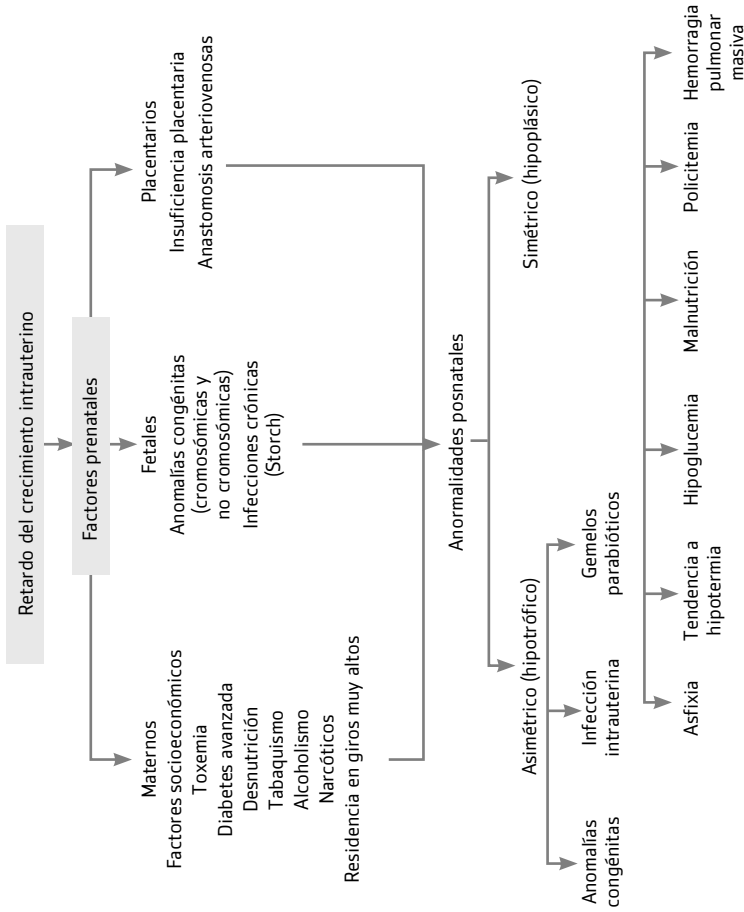 Retardo del crecimiento intrauterino
Factores prenatales
Maternos
Factores socioeconómicos
Toxemia
Diabetes avanzada
Desnutrición
Tabaquismo
Alcoholismo
Narcóticos
Residencia en giros muy altos
Fetales
Anomalías congénitas
(cromosómicas y
no cromosómicas)
Infecciones crónicas
(Storch)
Placentarios
Insuficiencia placentaria
Anastomosis arteriovenosas
Anormalidades posnatales
Asimétrico (hipotrófico)
Simétrico (hipoplásico)
Anomalías
congénitas
Infección
intrauterina
Gemelos
parabióticos
Asfixia
Tendencia a
hipotermia
Hipoglucemia
Malnutrición
Policitemia
Hemorragia
pulmonar
masiva